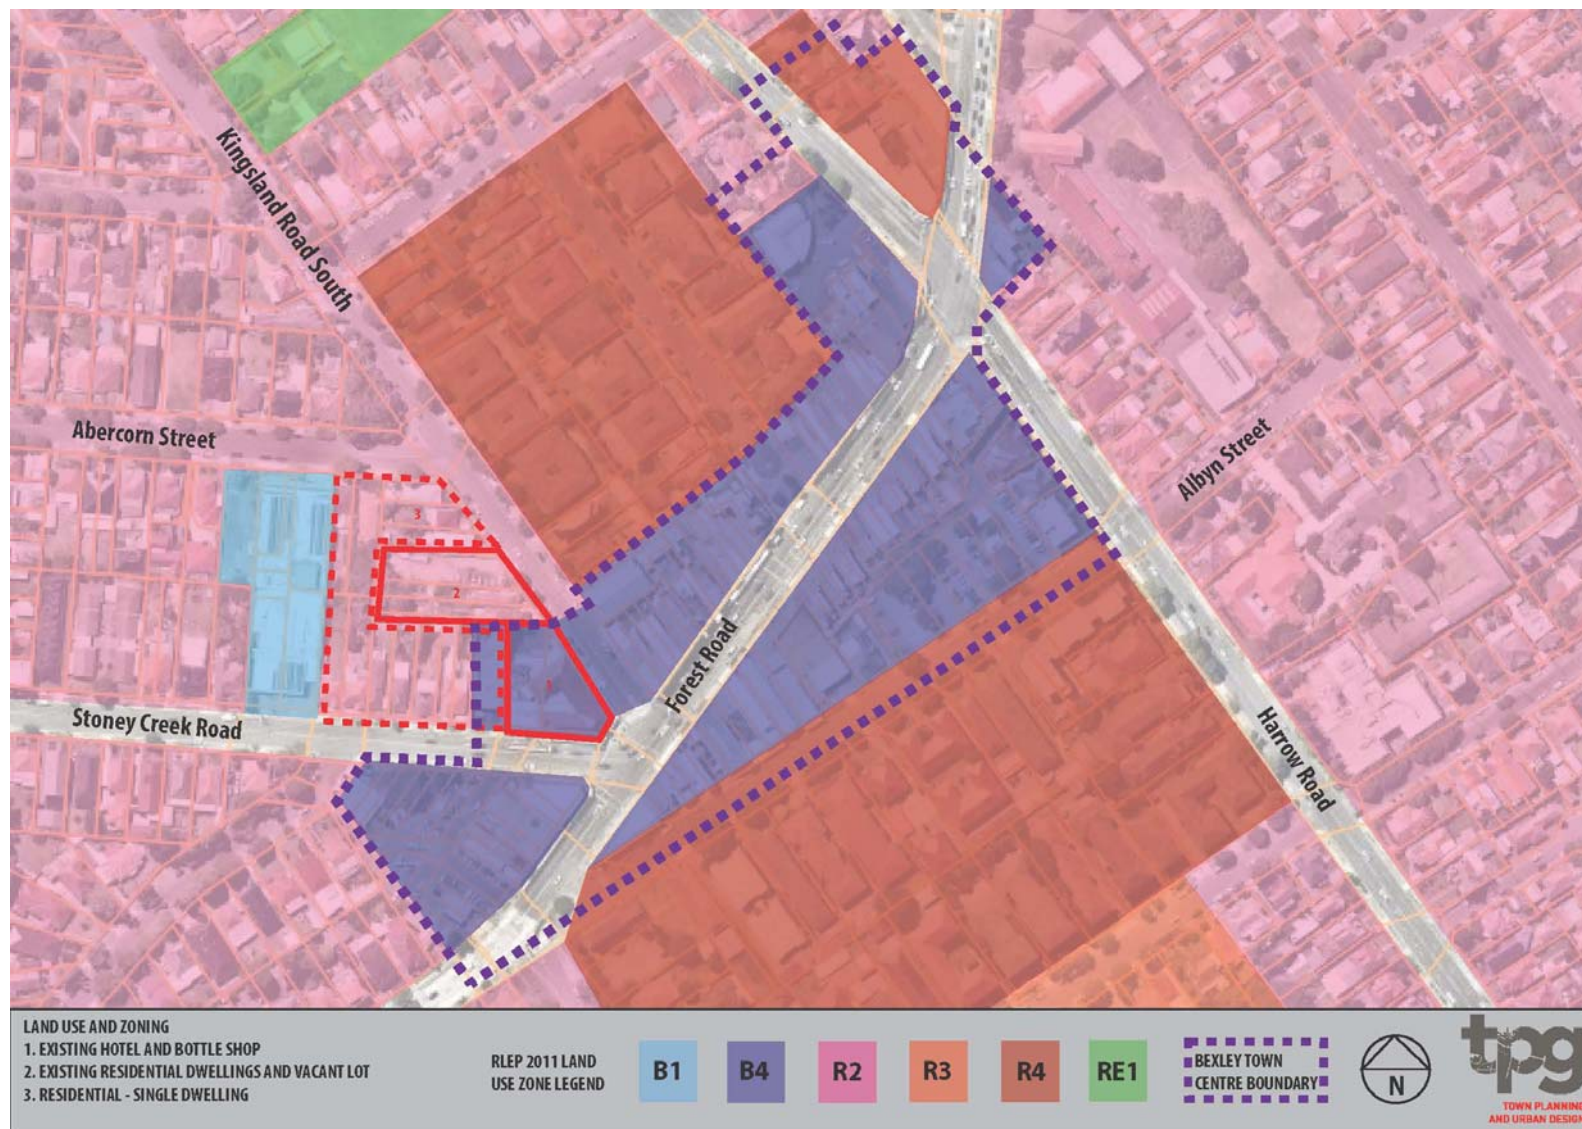 Kingsland Road South
Abercorn Street
Albyn Street
3
2
1
Forest Road
Stoney Creek Road
Harrow Road
LAND USE AND ZONING
1. EXISTING HOTEL AND BOTTLE SHOP
2. EXISTING RESIDENTIAL DWELLINGS AND VACANT LOT
3. RESIDENTIAL - SINGLE DWELLING
RLEP 2011 LAND
USE ZONE LEGEND
B1
B4
R2
R3
R4
RE1
BEXLEY TOWN
CENTRE BOUNDARY
N
tpg
TOWN PLANNING
AND URBAN DESIGN